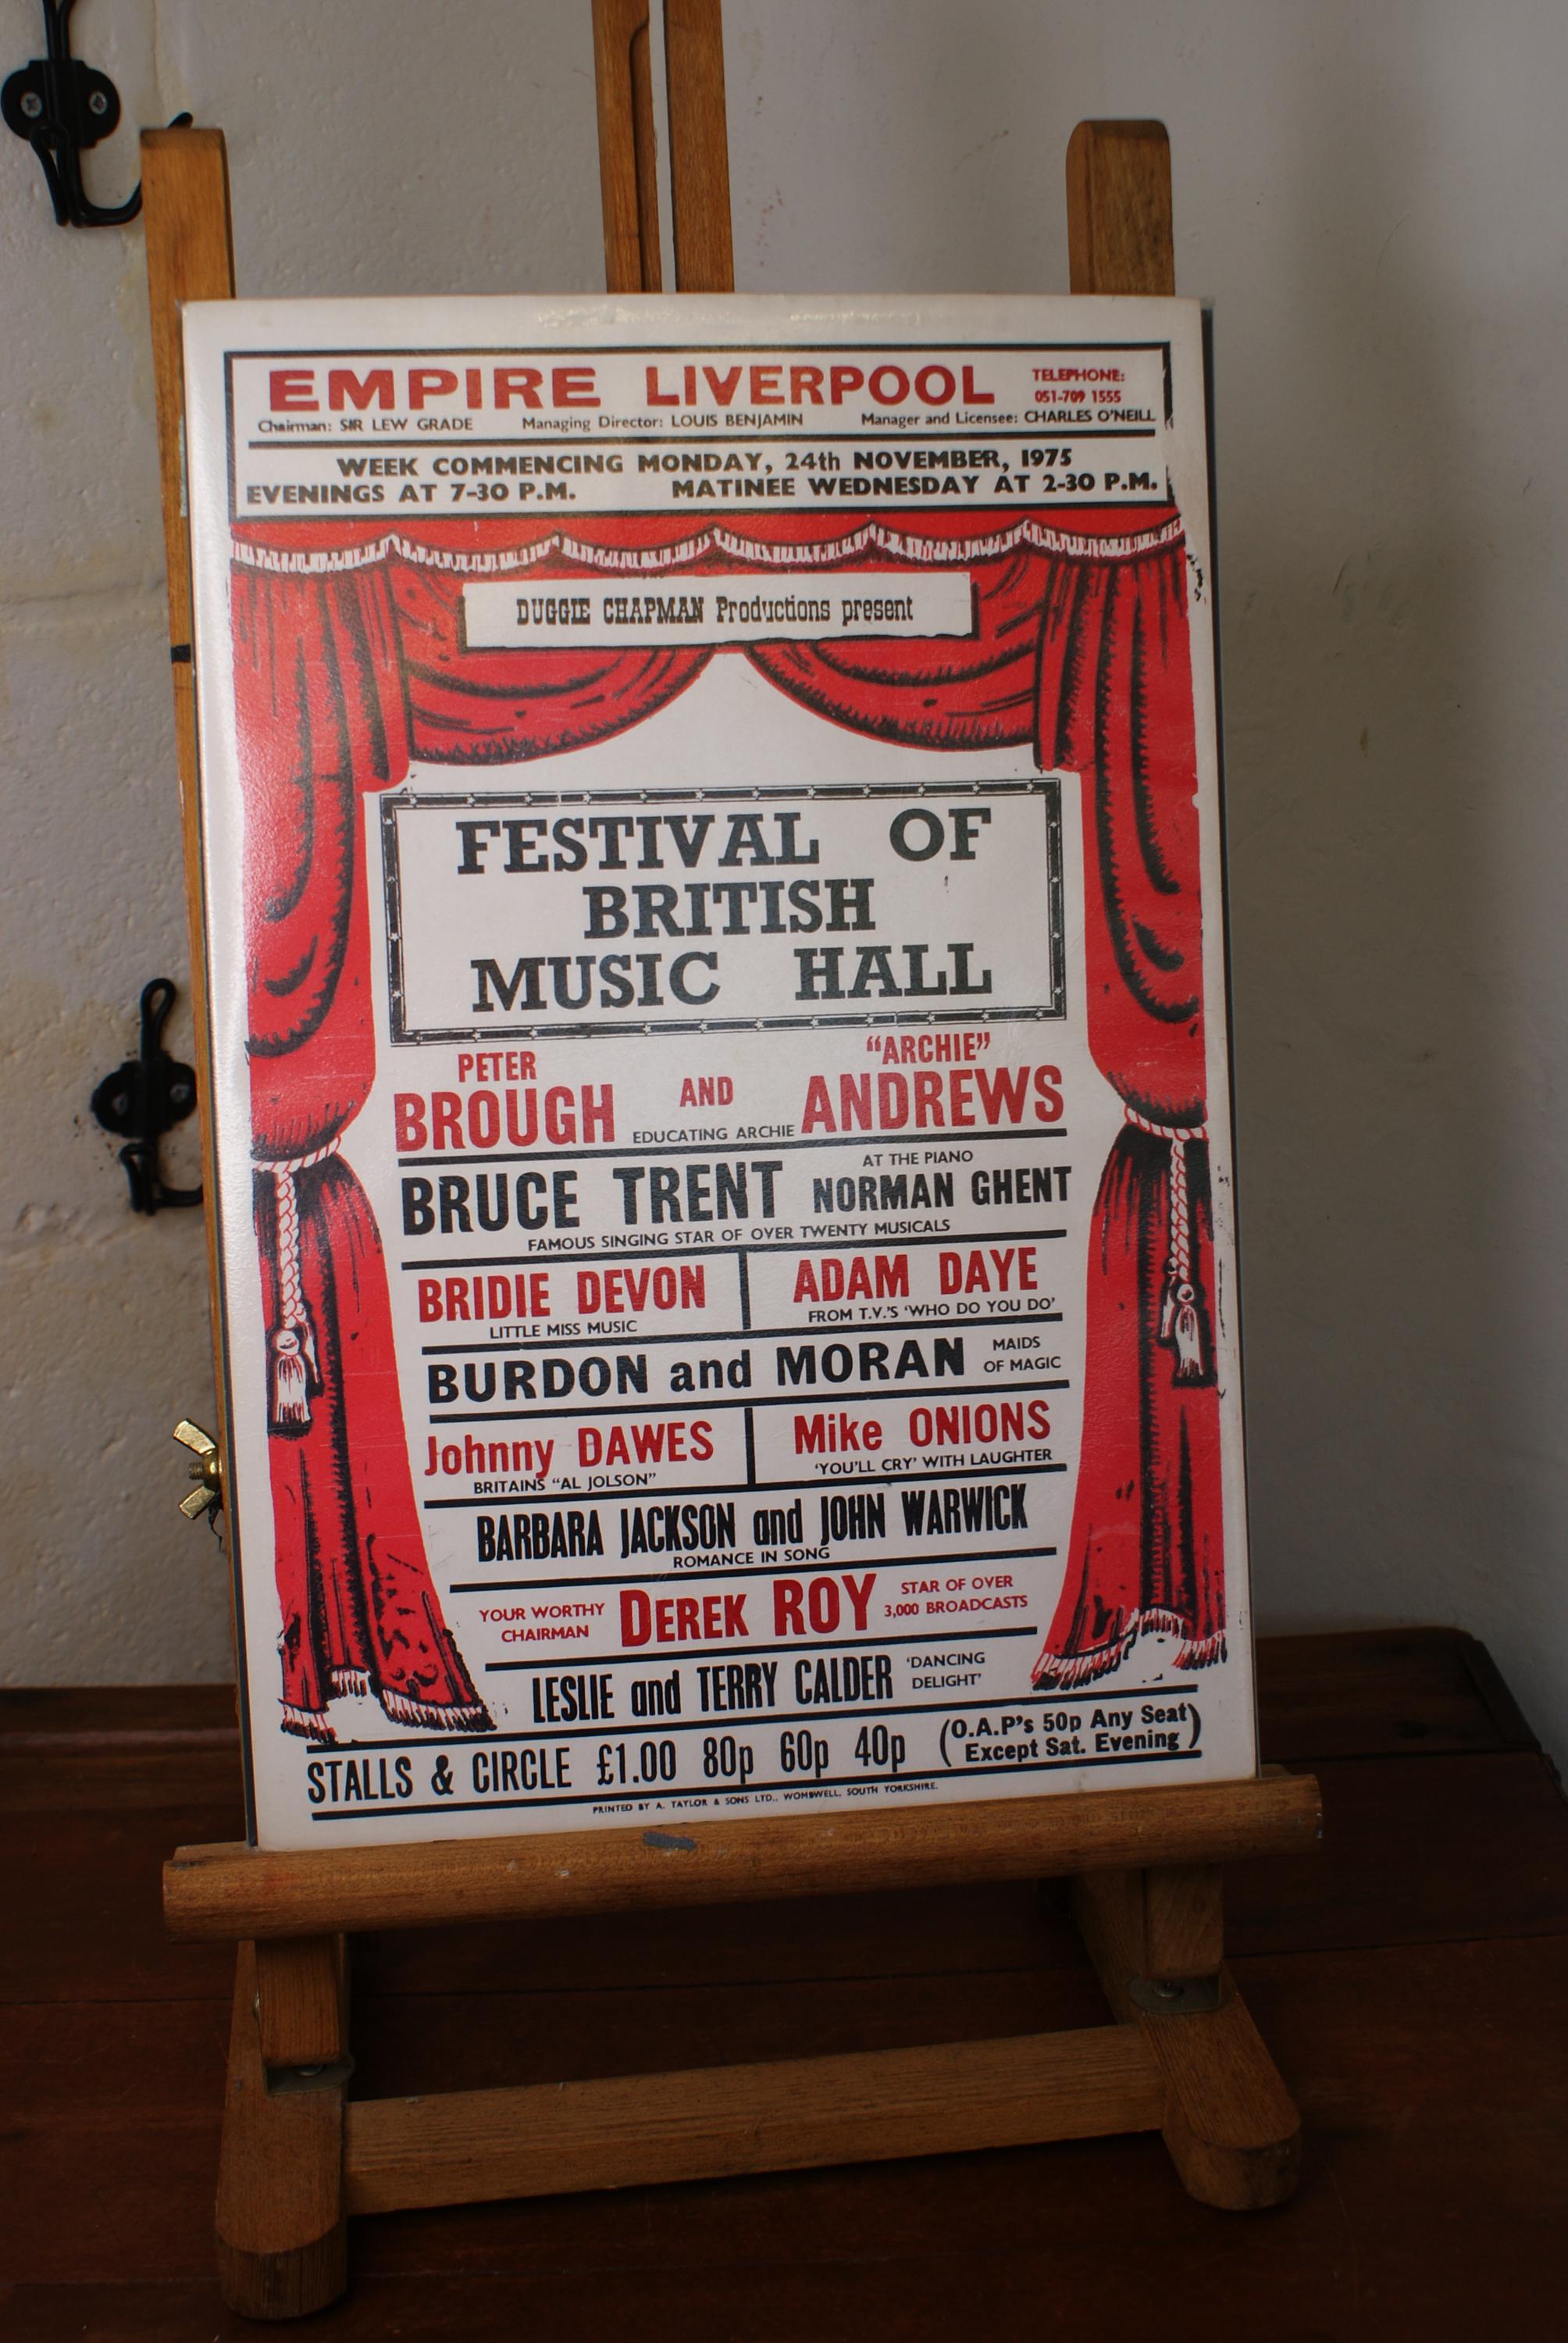 EMPIRE LIVERPOOL
TELEPHONE:
051-709 1555
Chairman: SIR LEW GRADE Managing Director: LOUIS BENJAMIN Manager and Licensee: CHARLES O'NEILL
WEEK COMMENCING MONDAY, 24th NOVEMBER, 1975
EVENINGS AT 7-30 P.M. MATINEE WEDNESDAY AT 2-30 P.M.
DUGGIE CHAPMAN Productions present
FESTIVAL OF
BRITISH
MUSIC HALL
PETER
BROUGH
AND
EDUCATING ARCHIE
“ARCHIE”
ANDREWS
BRUCE TRENT
AT THE PIANO
NORMAN GHENT
FAMOUS SINGING STAR OF OVER TWENTY MUSICALS
BRIDIE DEVON
LITTLE MISS MUSIC
ADAM DAYE
FROM T.V.'S 'WHO DO YOU DO'
BURDON and MORAN
MAIDS
OF MAGIC
Johnny DAWES
BRITAINS “AL JOLSON”
Mike ONIONS
'YOU'LL CRY' WITH LAUGHTER
BARBARA JACKSON and JOHN WARWICK
ROMANCE IN SONG
YOUR WORTHY
CHAIRMAN
DEREK ROY
STAR OF OVER
3,000 BROADCASTS
LESLIE and TERRY CALDER
'DANCING
DELIGHT'
STALLS & CIRCLE £1.00 80p 60p 40p
(O.A.P's 50p Any Seat
Except Sat. Evening)
PRINTED BY A. TAYLOR & SONS LTD., WOMBWELL, SOUTH YORKSHIRE.